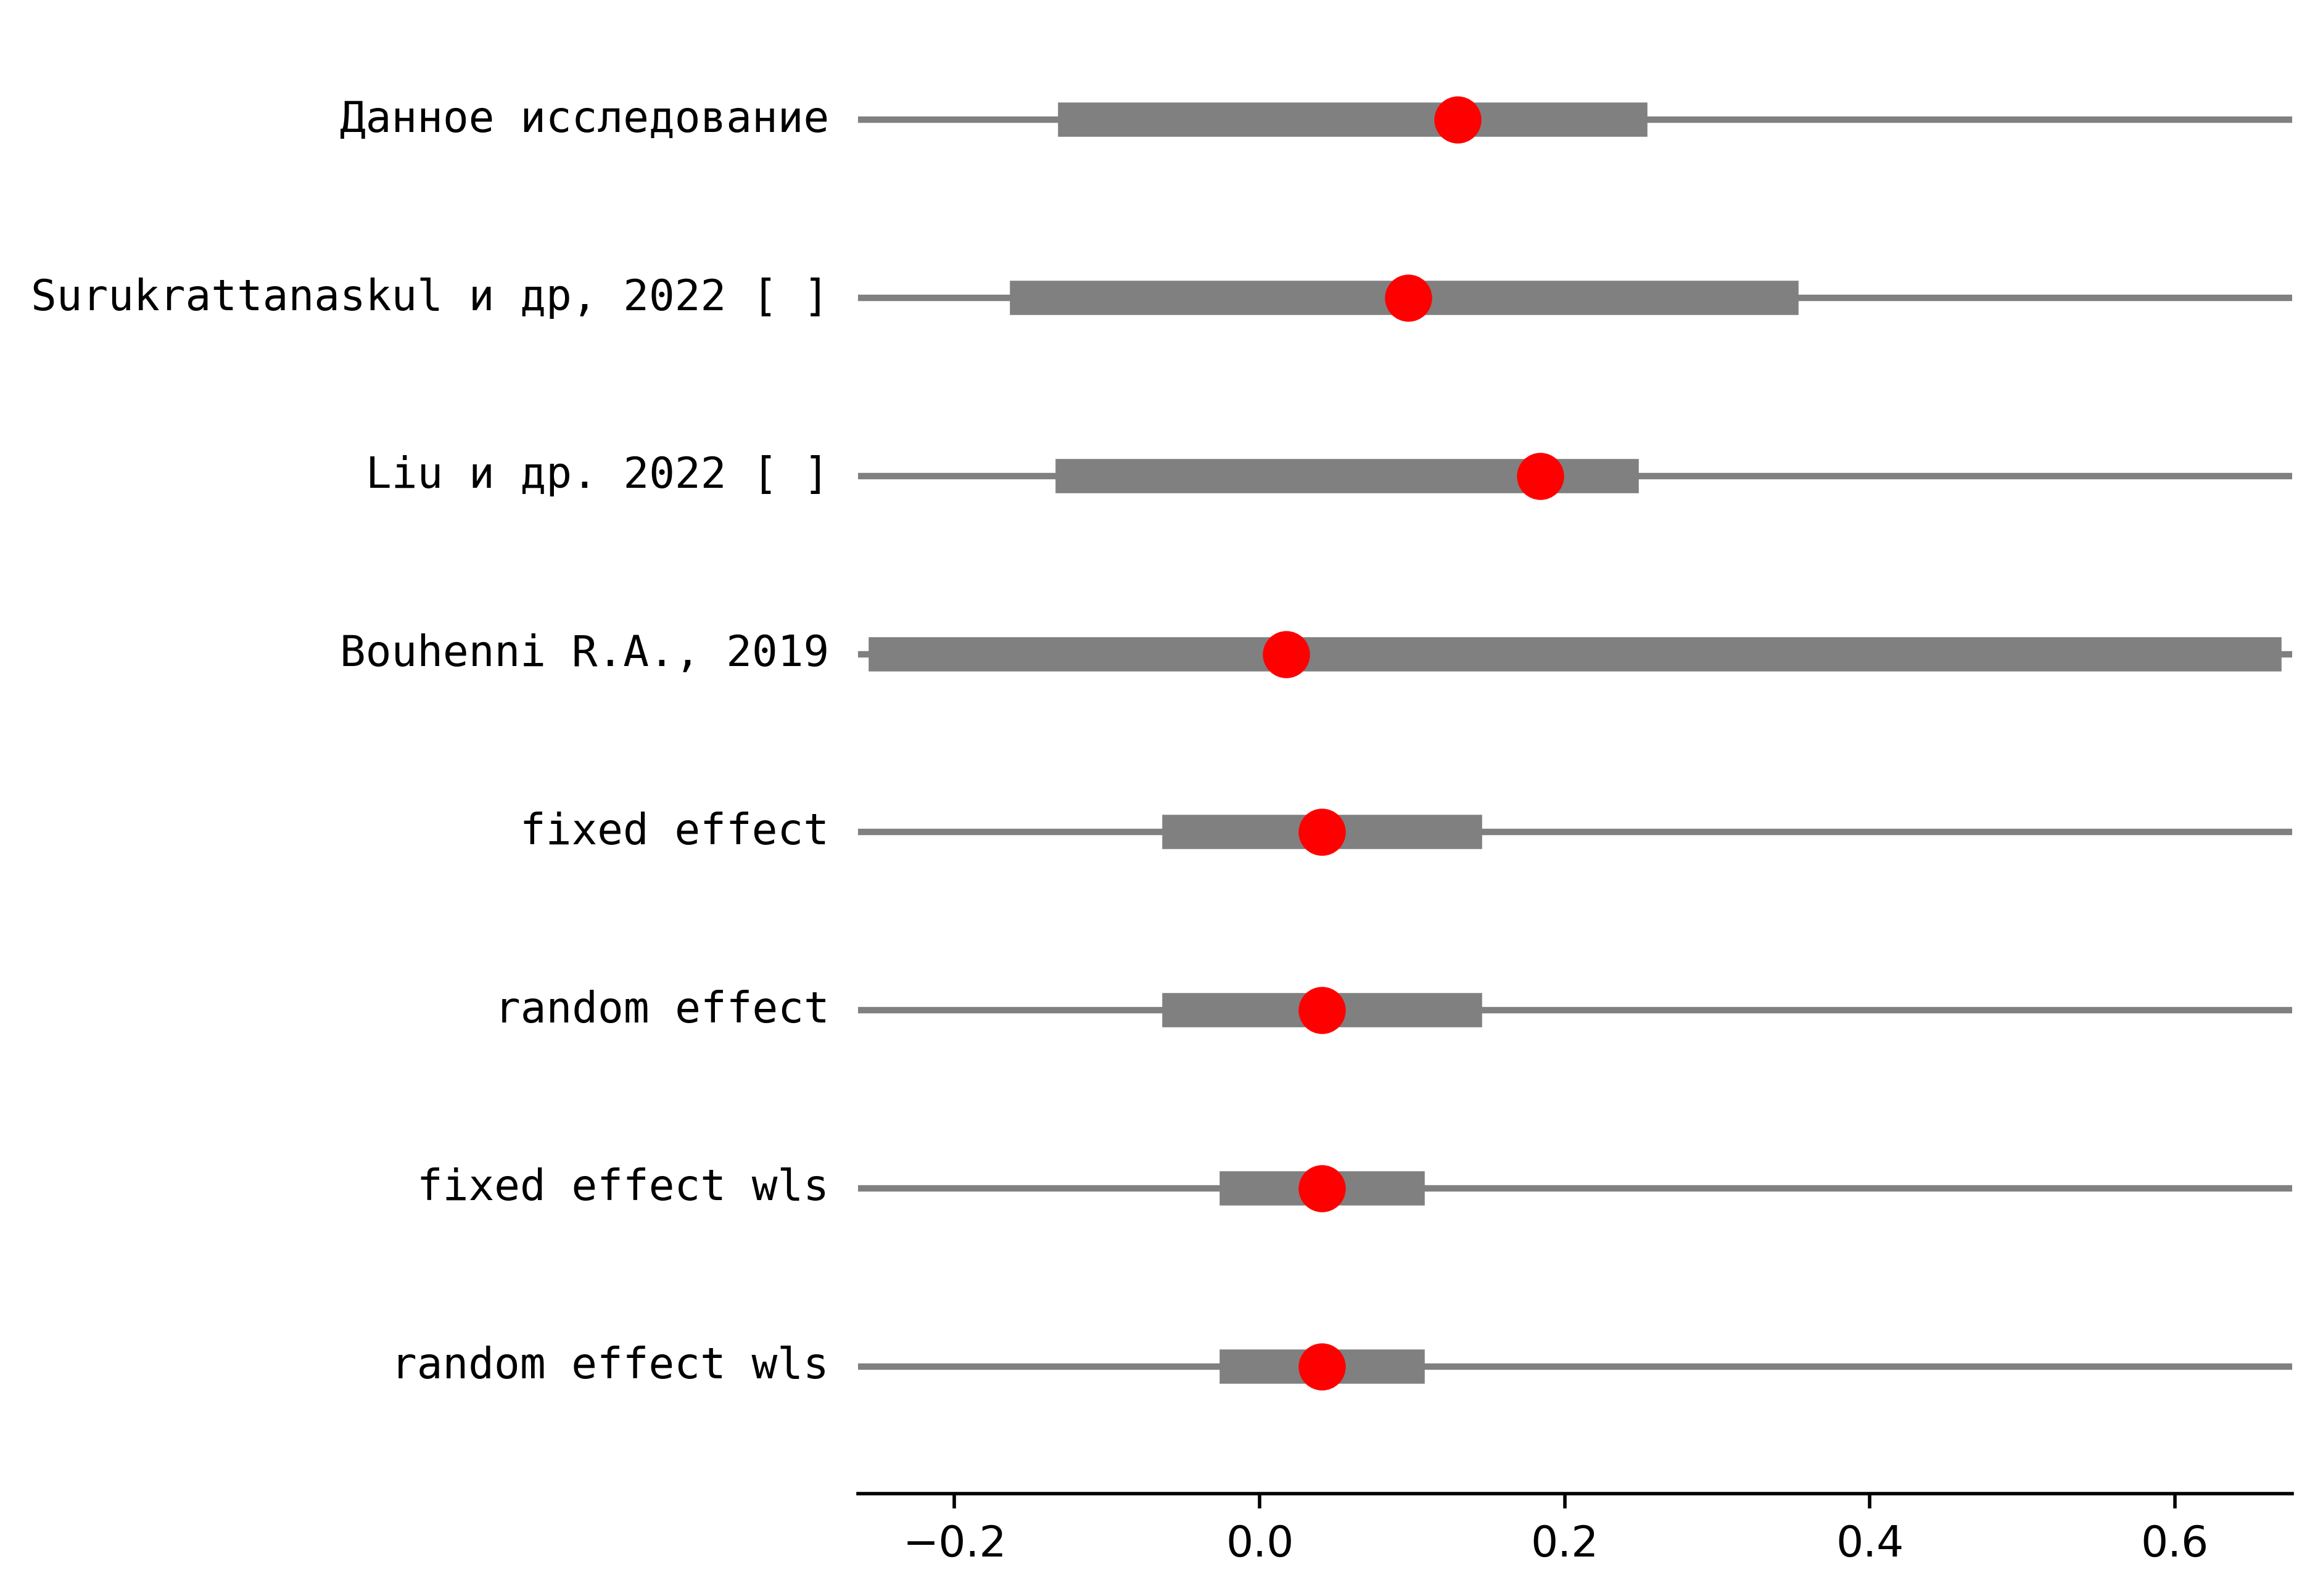 Данное исследование
Surukrattanaskul и др, 2022 [ ]
Liu и др. 2022 [ ]
Bouhenni R.A., 2019
fixed effect
random effect
fixed effect wls
random effect wls
−0.2 0.0 0.2 0.4 0.6